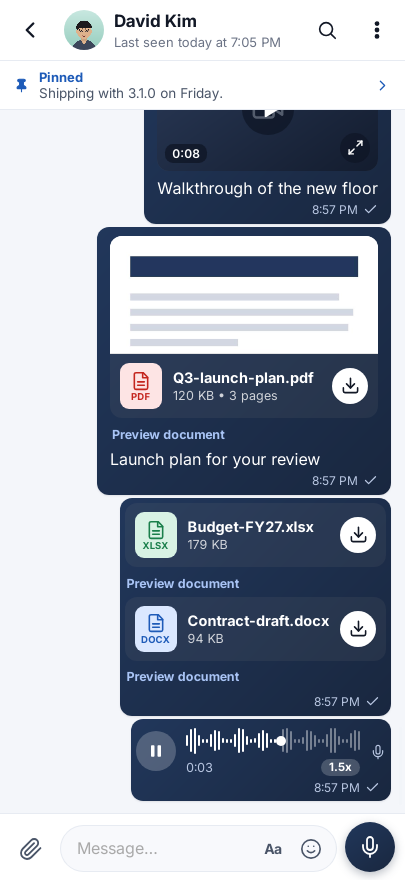 David Kim
Last seen today at 7:05 PM
Pinned
Shipping with 3.1.0 on Friday.
0:08
Walkthrough of the new floor
8:57 PM
PDF
Q3-launch-plan.pdf
120 KB • 3 pages
Preview document
Launch plan for your review
8:57 PM
XLSX
Budget-FY27.xlsx
179 KB
Preview document
DOCX
Contract-draft.docx
94 KB
Preview document
8:57 PM
0:03
1.5x
8:57 PM
Message...
Aa